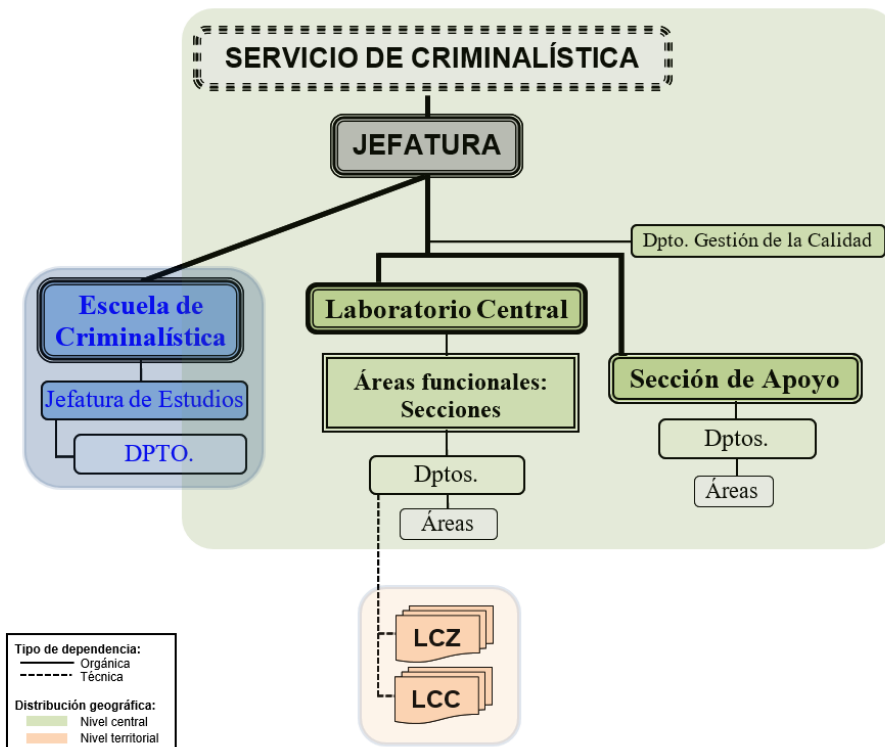 SERVICIO DE CRIMINALÍSTICA
JEFATURA
Dpto. Gestión de la Calidad
Escuela de
Criminalística
Jefatura de Estudios
DPTO.
Laboratorio Central
Áreas funcionales:
Secciones
Dptos.
Áreas
Sección de Apoyo
Dptos.
Áreas
LCZ
LCC
Tipo de dependencia:
Orgánica
Técnica
Distribución geográfica:
Nivel central
Nivel territorial